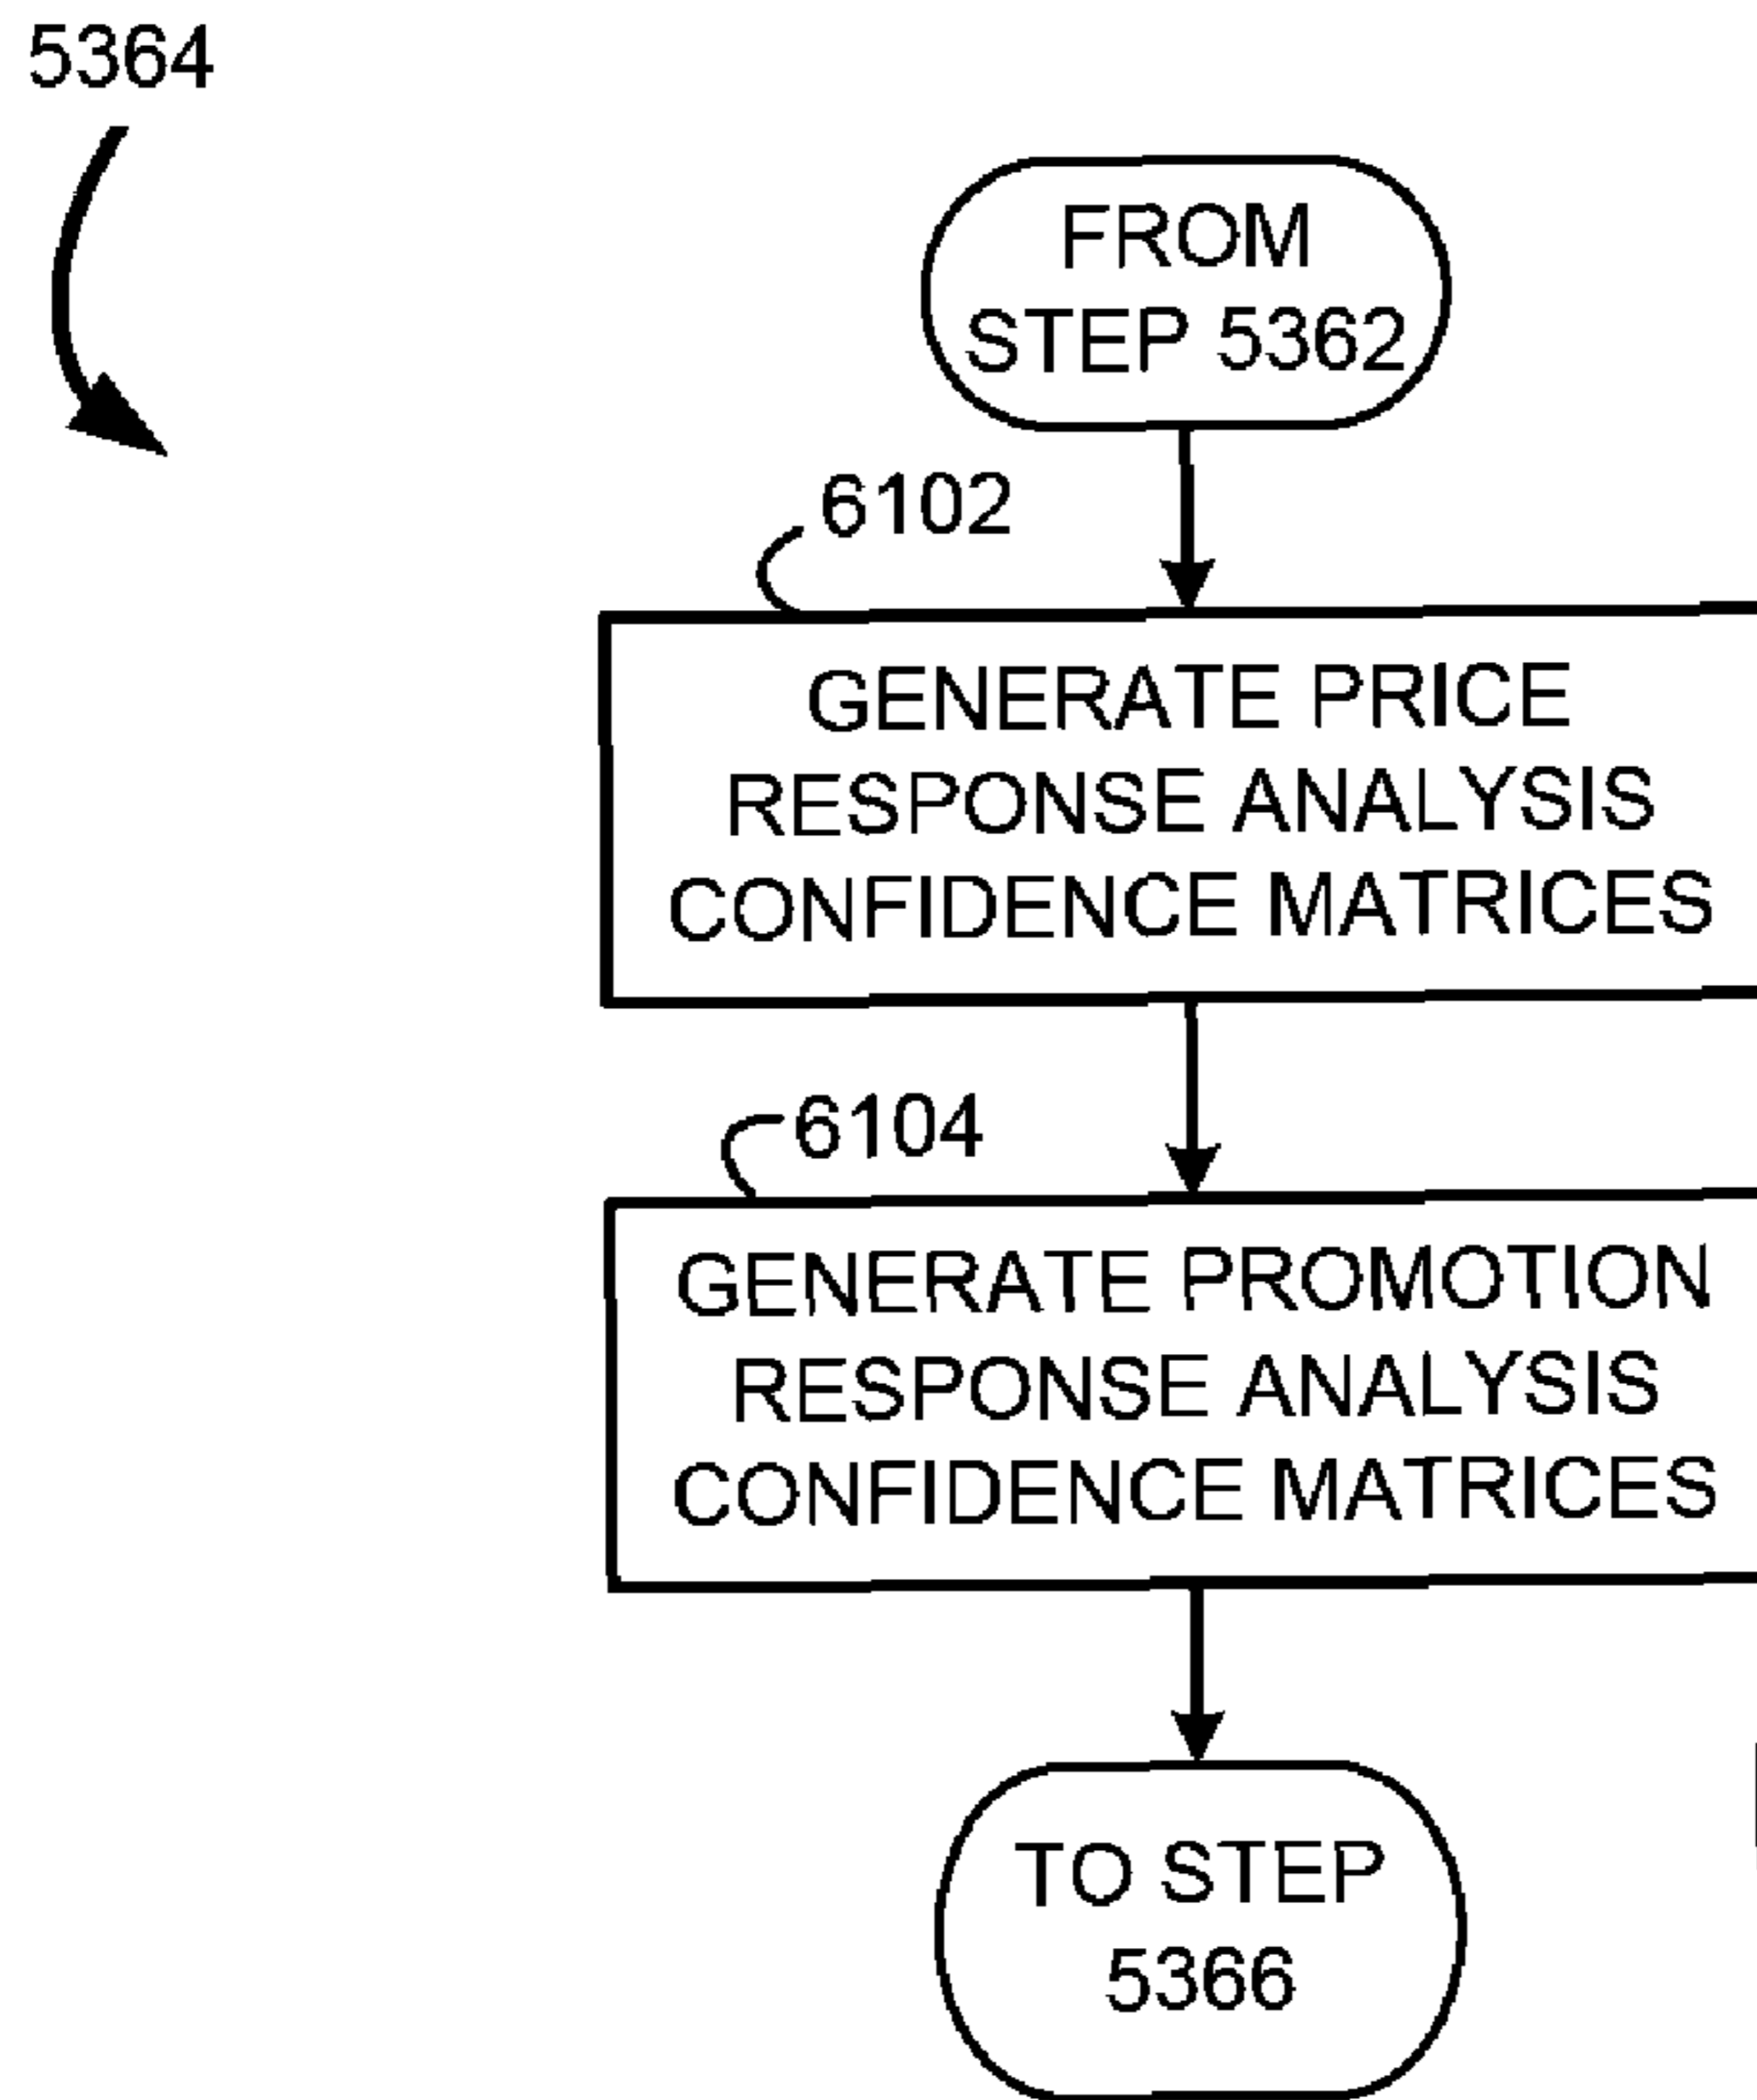 5364
FROM
STEP 5362
6102
GENERATE PRICE
RESPONSE ANALYSIS
CONFIDENCE MATRICES
6104
GENERATE PROMOTION
RESPONSE ANALYSIS
CONFIDENCE MATRICES
TO STEP
5366